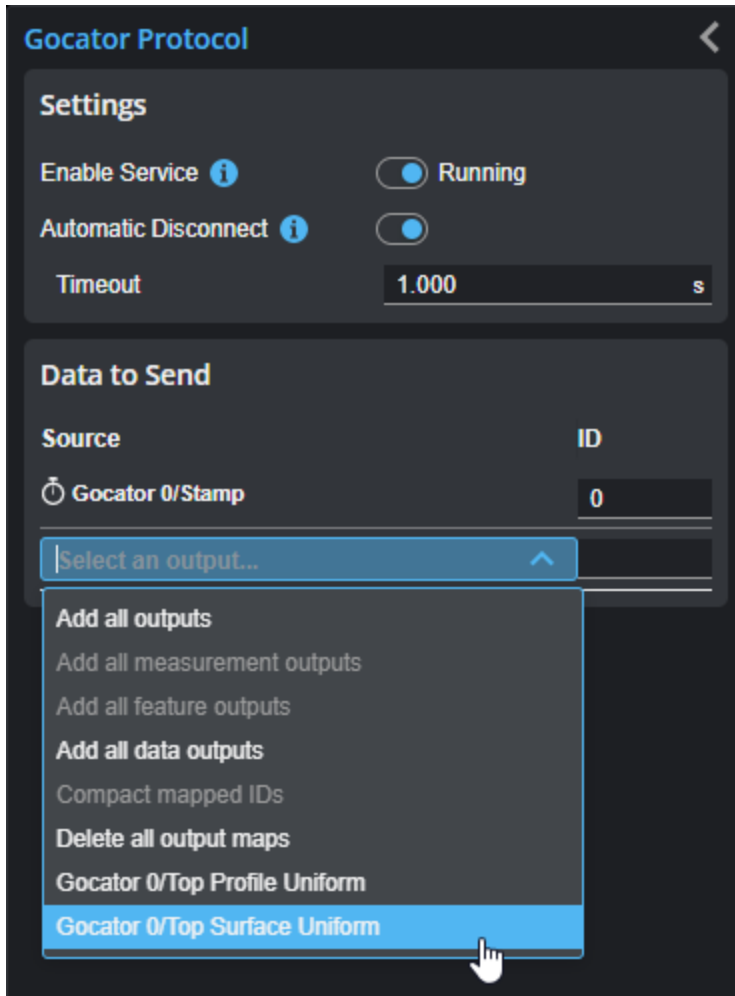 Gocator Protocol
Settings
Enable Service
Running
Automatic Disconnect
Timeout 1.000 s
Data to Send
Source ID
Gocator 0/Stamp 0
Select an output...
Add all outputs
Add all measurement outputs
Add all feature outputs
Add all data outputs
Compact mapped IDs
Delete all output maps
Gocator 0/Top Profile Uniform
Gocator 0/Top Surface Uniform